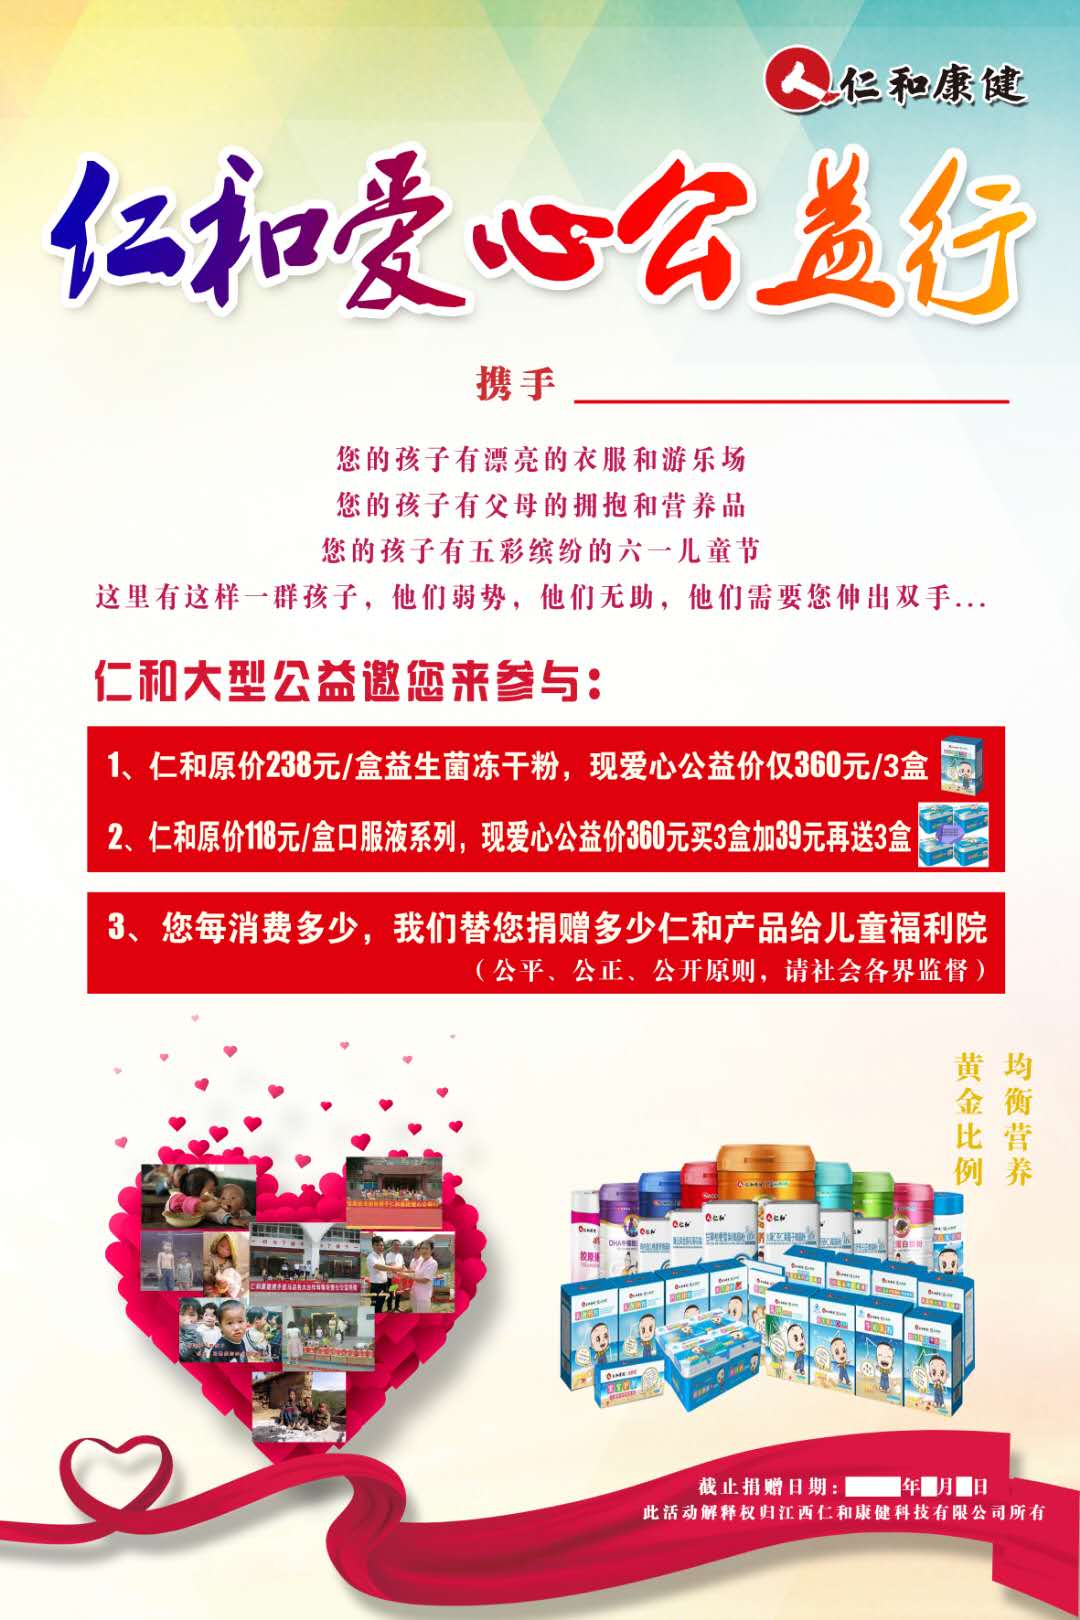 仁和康健
仁和爱心公益行
携手
您的孩子有漂亮的衣服和游乐场
您的孩子有父母的拥抱和营养品
您的孩子有五彩缤纷的六一儿童节
这里有这样一群孩子，他们弱势，他们无助，他们需要您伸出双手...
仁和大型公益邀您来参与：
1、仁和原价238元/盒益生菌冻干粉，现爱心公益价仅360元/3盒
2、仁和原价118元/盒口服液系列，现爱心公益价360元买3盒加39元再送3盒
3、您每消费多少，我们替您捐赠多少仁和产品给儿童福利院
（公平、公正、公开原则，请社会各界监督）
均衡营养
黄金比例
截止捐赠日期： 年 月 日
此活动解释权归江西仁和康健科技有限公司所有